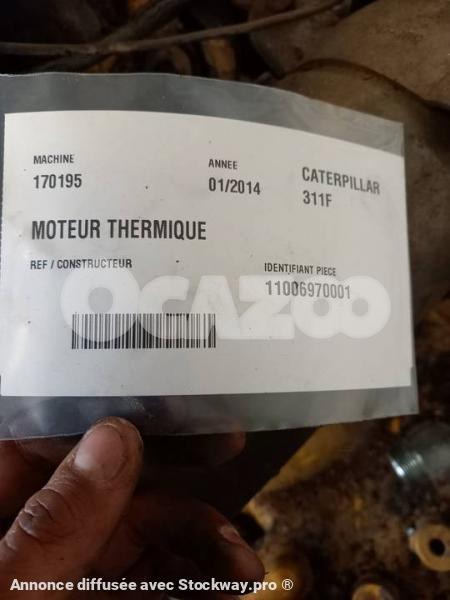 MACHINE
170195
ANNEE
01/2014
CATERPILLAR
311F
MOTEUR THERMIQUE
REF / CONSTRUCTEUR
IDENTIFIANT PIECE
11006970001
OCAZOO
Annonce diffusée avec Stockway.pro ®